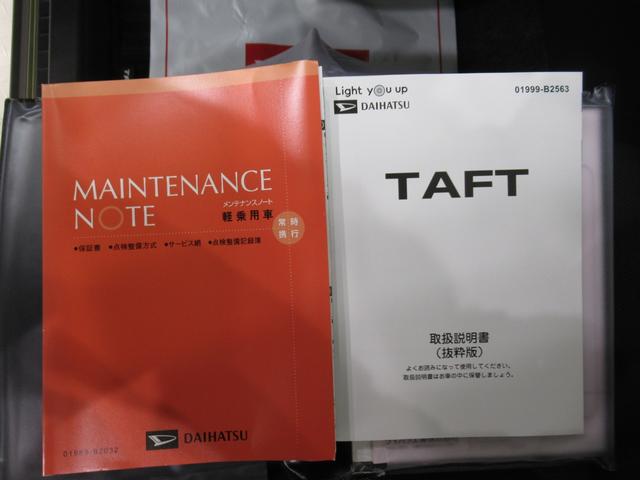 MAINTENANCE
NOTE
メンテナンスノート
軽乗用車
常時
携行
●保証書 ●点検整備方式 ●サービス網 ●点検整備記録簿
DAIHATSU
01989-B2032
Light you up
DAIHATSU
01999-B2563
TAFT
取扱説明書
(抜粋版)
よくお読みになって使用してください。
取扱説明書はお車の中に保管しましょう。